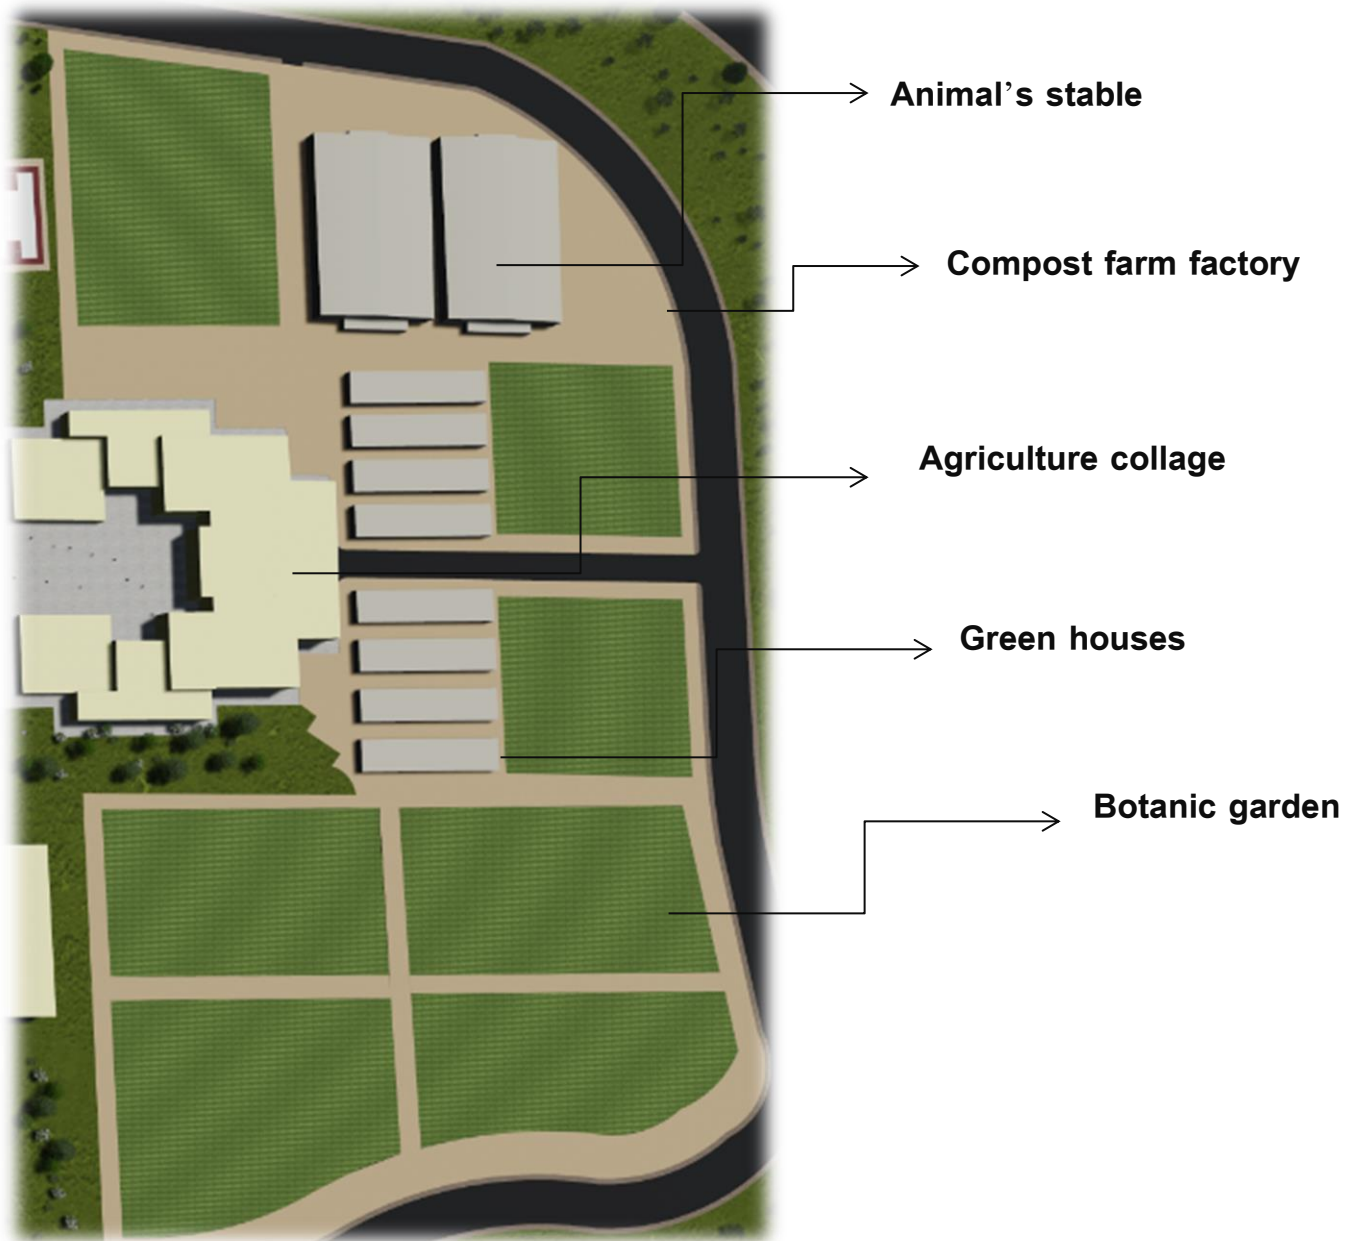 Animal’s stable
Compost farm factory
Agriculture collage
Green houses
Botanic garden